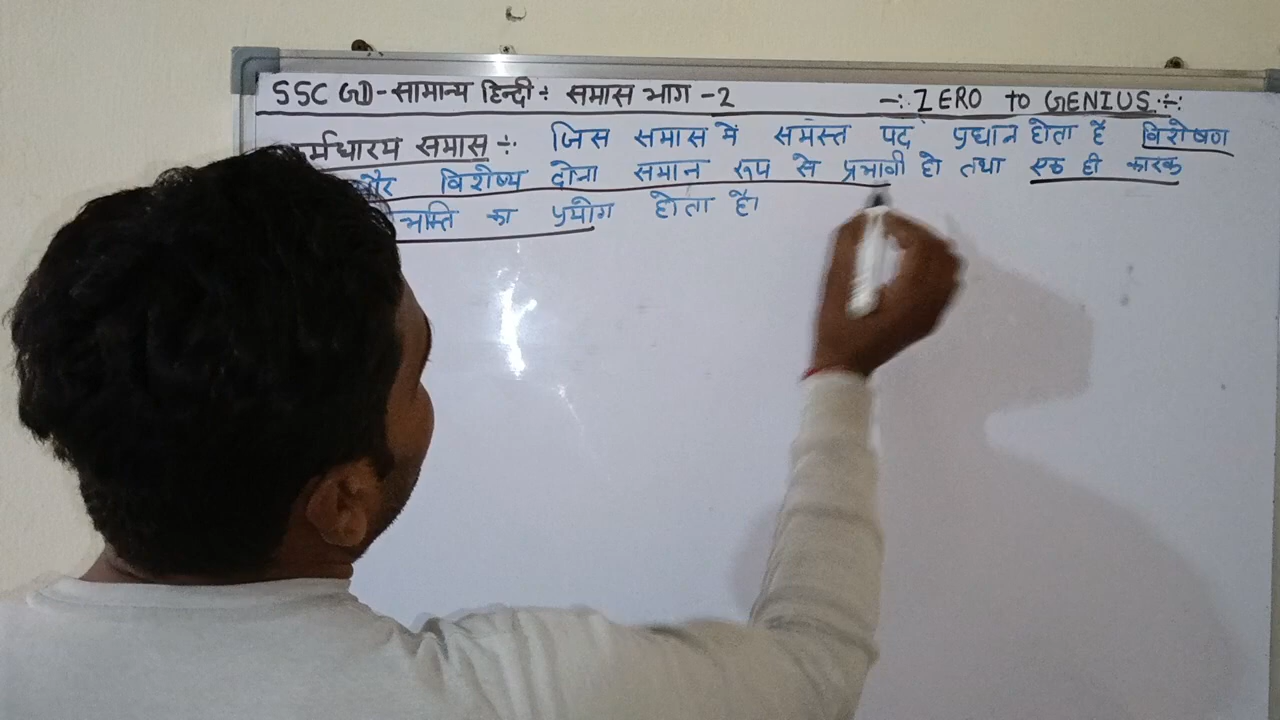 SSC GD - सामान्य हिन्दी ÷ समास भाग - 2 -:. ZERO to GENIUS .:-
र्मधारय समास ÷ जिस समास में समस्त पद प्रधान होता है विशेषण
और विशेष्य दोनो समान रूप से प्रभावी हो तथा एक ही कारक
भक्ति का प्रयोग होता है।